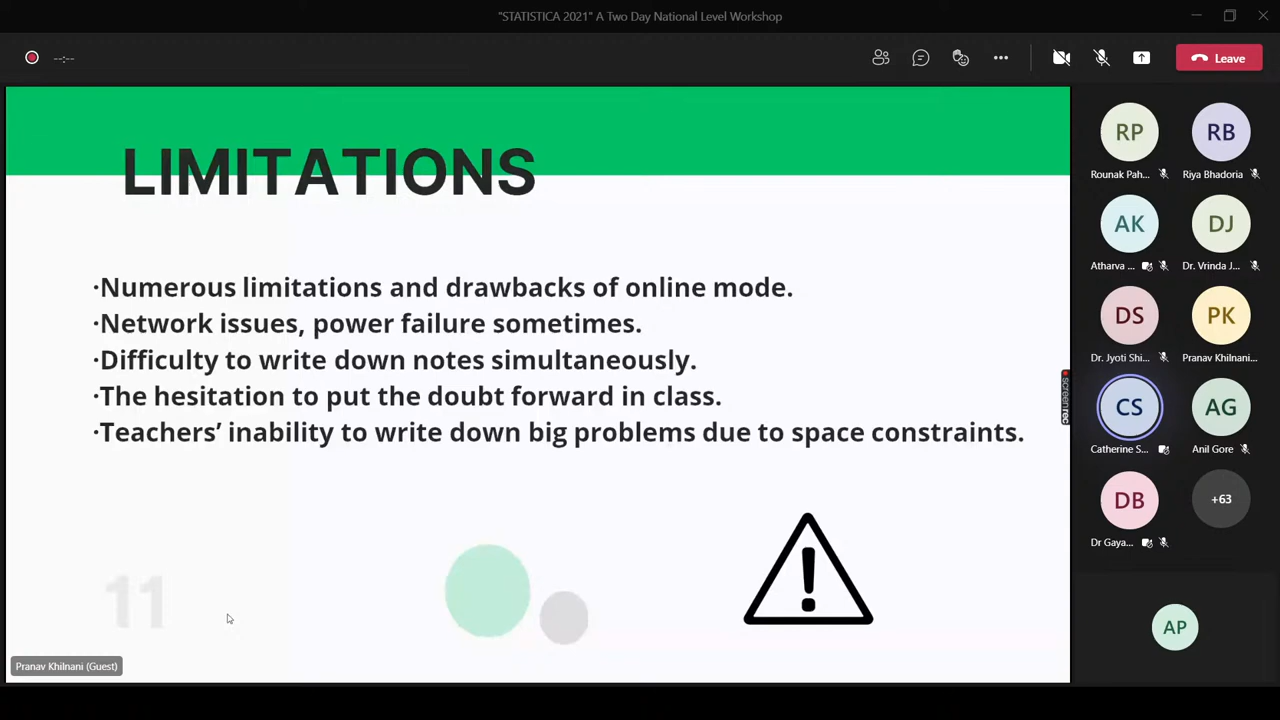 "STATISTICA 2021" A Two Day National Level Workshop
--:--
Leave
LIMITATIONS
·Numerous limitations and drawbacks of online mode.
·Network issues, power failure sometimes.
·Difficulty to write down notes simultaneously.
·The hesitation to put the doubt forward in class.
·Teachers’ inability to write down big problems due to space constraints.
11
Pranav Khilnani (Guest)
screenrec
RP
RB
Rounak Pah...
Riya Bhadoria
AK
DJ
Atharva ...
Dr. Vrinda J...
DS
PK
Dr. Jyoti Shi...
Pranav Khilnani...
CS
AG
Catherine S...
Anil Gore
DB
+63
Dr Gaya...
AP